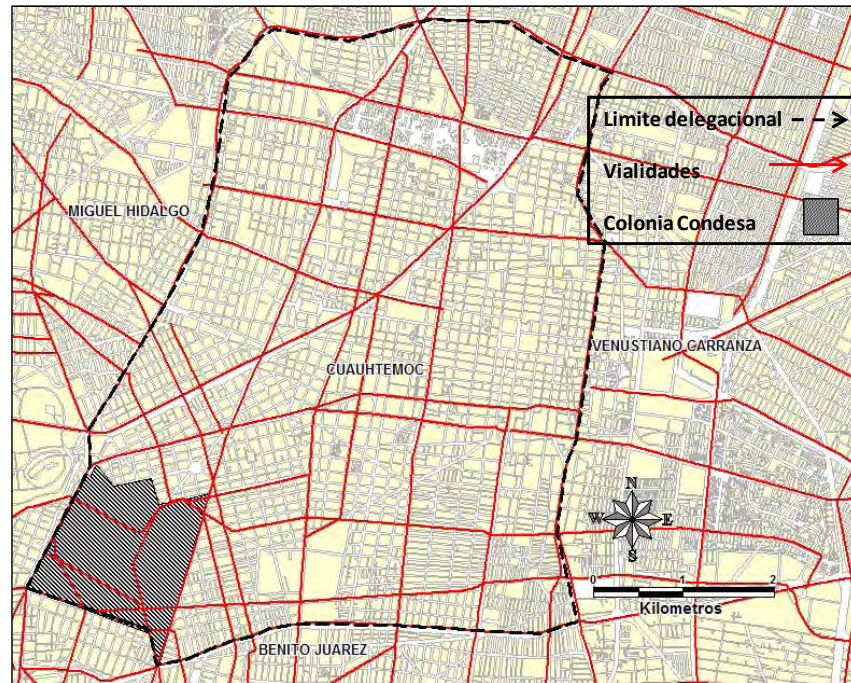 Limite delegacional
Vialidades
Colonia Condesa
MIGUEL HIDALGO
VENUSTIANO CARRANZA
CUAUHTEMOC
N
W E
S
0 1 2
Kilometros
BENITO JUAREZ